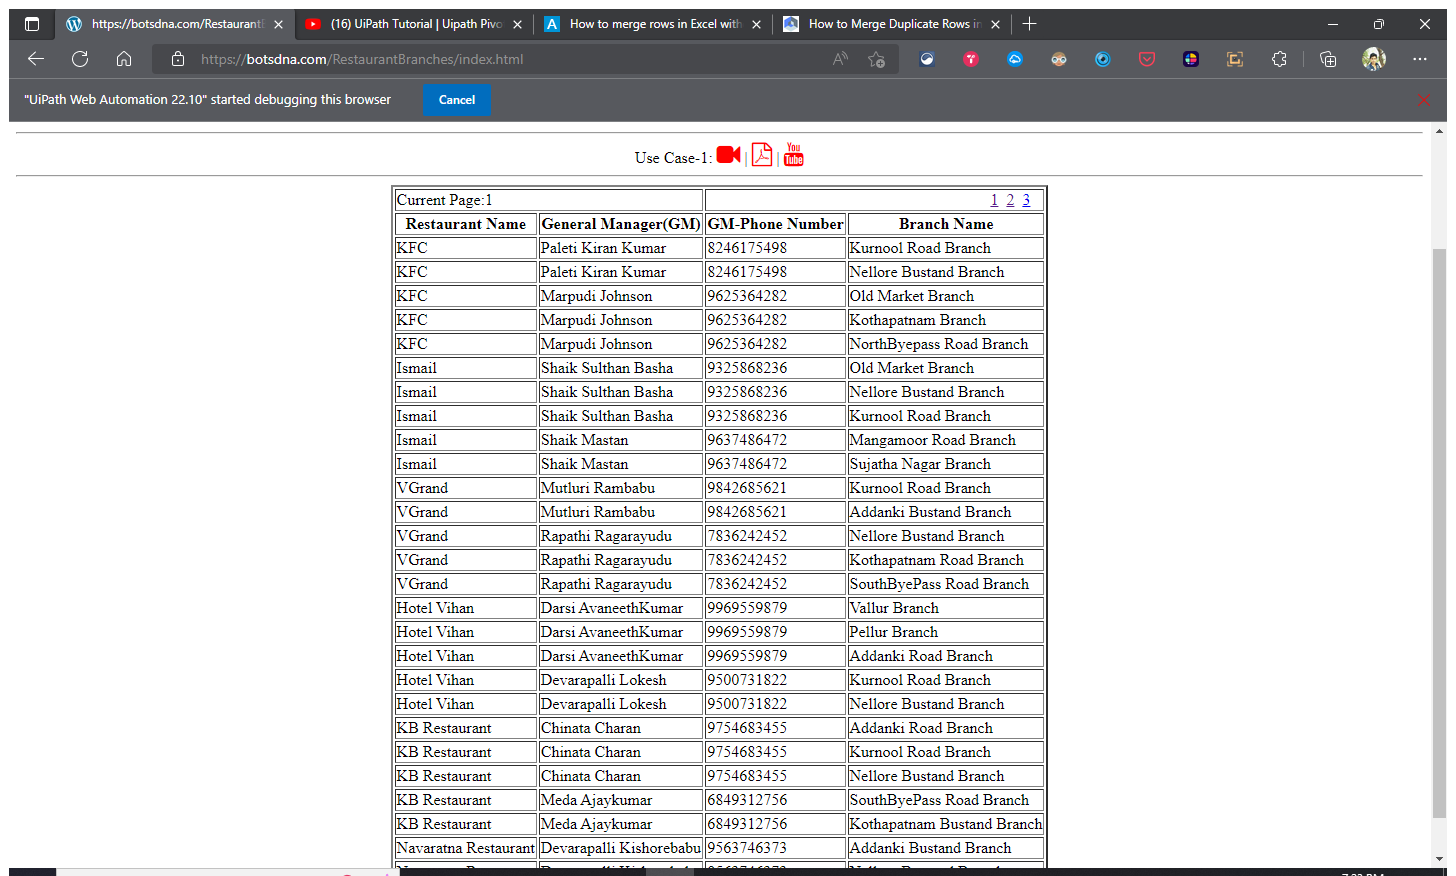 https://botsdna.com/RestaurantE
(16) UiPath Tutorial | Uipath Pivo
A
How to merge rows in Excel with
How to Merge Duplicate Rows in
https://botsdna.com/RestaurantBranches/index.html
"UiPath Web Automation 22.10" started debugging this browser Cancel
Use Case-1: | | You Tube
Current Page:1 1 2 3
Restaurant Name General Manager(GM) GM-Phone Number Branch Name
KFC Paleti Kiran Kumar 8246175498 Kurnool Road Branch
KFC Paleti Kiran Kumar 8246175498 Nellore Bustand Branch
KFC Marpudi Johnson 9625364282 Old Market Branch
KFC Marpudi Johnson 9625364282 Kothapatnam Branch
KFC Marpudi Johnson 9625364282 NorthByepass Road Branch
Ismail Shaik Sulthan Basha 9325868236 Old Market Branch
Ismail Shaik Sulthan Basha 9325868236 Nellore Bustand Branch
Ismail Shaik Sulthan Basha 9325868236 Kurnool Road Branch
Ismail Shaik Mastan 9637486472 Mangamoor Road Branch
Ismail Shaik Mastan 9637486472 Sujatha Nagar Branch
VGrand Mutluri Rambabu 9842685621 Kurnool Road Branch
VGrand Mutluri Rambabu 9842685621 Addanki Bustand Branch
VGrand Rapathi Ragarayudu 7836242452 Nellore Bustand Branch
VGrand Rapathi Ragarayudu 7836242452 Kothapatnam Road Branch
VGrand Rapathi Ragarayudu 7836242452 SouthByePass Road Branch
Hotel Vihan Darsi AvaneethKumar 9969559879 Vallur Branch
Hotel Vihan Darsi AvaneethKumar 9969559879 Pellur Branch
Hotel Vihan Darsi AvaneethKumar 9969559879 Addanki Road Branch
Hotel Vihan Devarapalli Lokesh 9500731822 Kurnool Road Branch
Hotel Vihan Devarapalli Lokesh 9500731822 Nellore Bustand Branch
KB Restaurant Chinata Charan 9754683455 Addanki Road Branch
KB Restaurant Chinata Charan 9754683455 Kurnool Road Branch
KB Restaurant Chinata Charan 9754683455 Nellore Bustand Branch
KB Restaurant Meda Ajaykumar 6849312756 SouthByePass Road Branch
KB Restaurant Meda Ajaykumar 6849312756 Kothapatnam Bustand Branch
Navaratna Restaurant Devarapalli Kishorebabu 9563746373 Addanki Bustand Branch